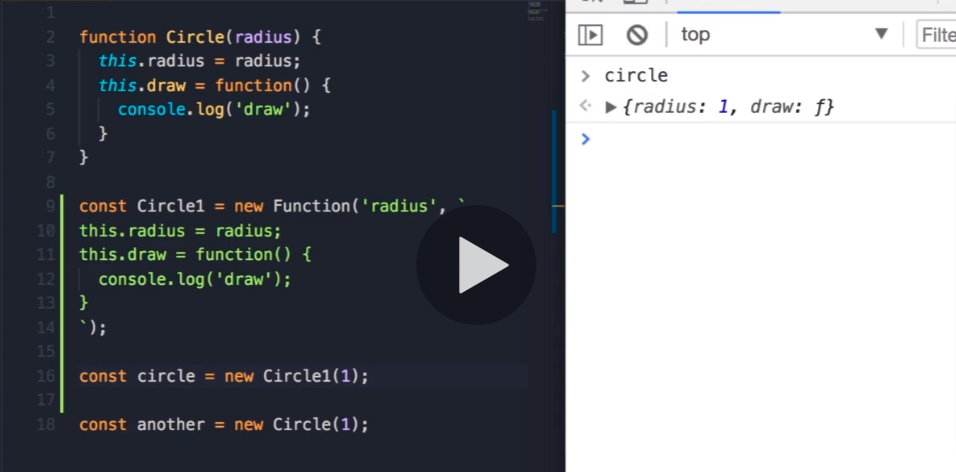 1
2 function Circle(radius) {
3 this.radius = radius;
4 this.draw = function() {
5 console.log('draw');
6 }
7 }
8
9 const Circle1 = new Function('radius', `
10 this.radius = radius;
11 this.draw = function() {
12 console.log('draw');
13 }
14 `);
15
16 const circle = new Circle1(1);
17
18 const another = new Circle(1);
top ▼ Filte
> circle
<· ▶{radius: 1, draw: ƒ}
>